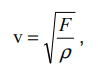 v = √(F/ρ) ,